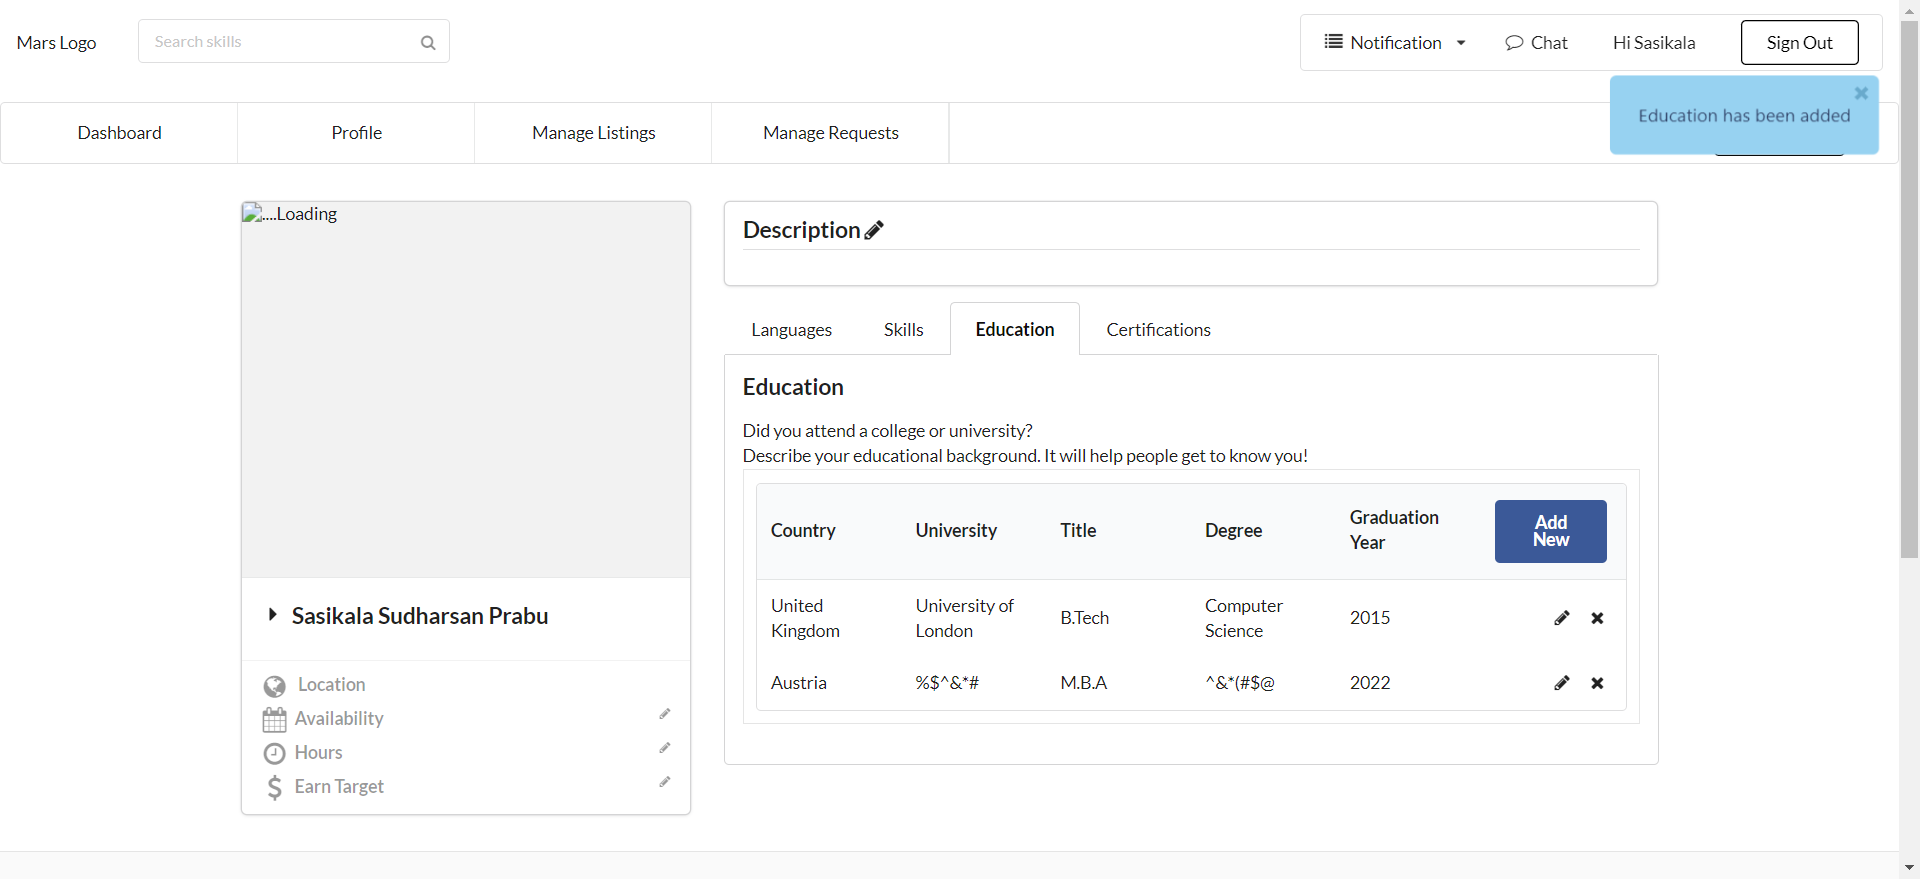 Mars Logo
Search skills
Notification
Chat
Hi Sasikala
Sign Out
Education has been added
Dashboard
Profile
Manage Listings
Manage Requests
....Loading
Sasikala Sudharsan Prabu
Location
Availability
Hours
Earn Target
Description
Languages
Skills
Education
Certifications
Education
Did you attend a college or university?
Describe your educational background. It will help people get to know you!
Country
University
Title
Degree
Graduation
Year
Add
New
United
Kingdom
University of
London
B.Tech
Computer
Science
2015
Austria
%$^&*#
M.B.A
^&*(#$@
2022